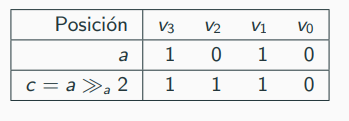 Posición v₃ v₂ v₁ v₀
a 1 0 1 0
c = a ≫ₐ 2 1 1 1 0